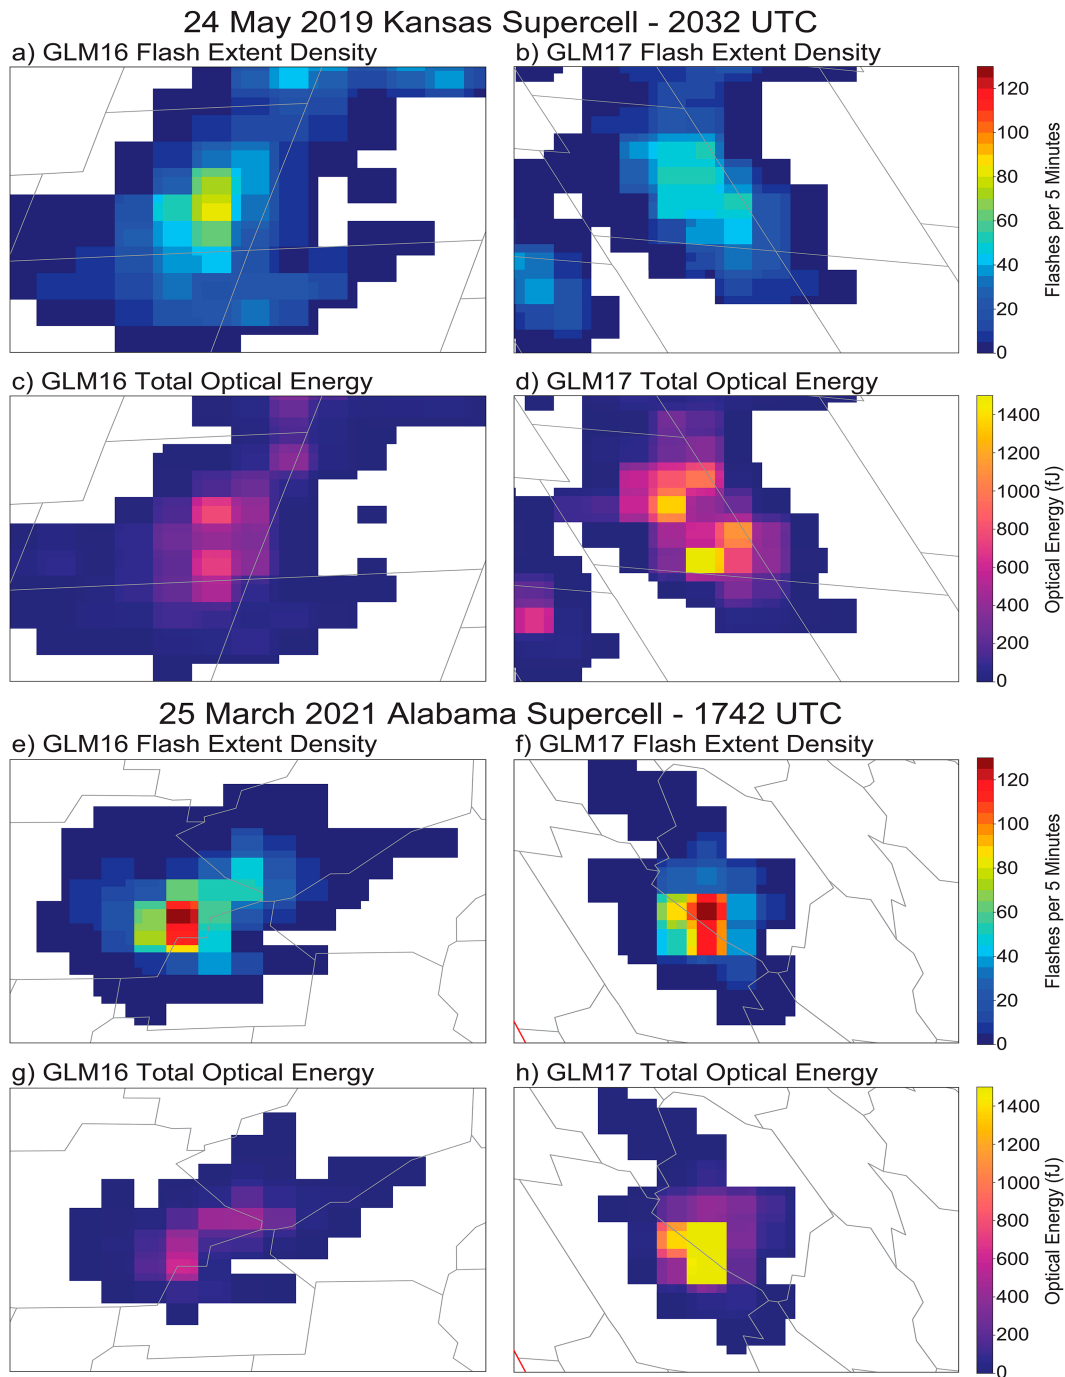 24 May 2019 Kansas Supercell - 2032 UTC
a) GLM16 Flash Extent Density
b) GLM17 Flash Extent Density
120
100
80
60
40
20
0
Flashes per 5 Minutes
c) GLM16 Total Optical Energy
d) GLM17 Total Optical Energy
1400
1200
1000
800
600
400
200
0
Optical Energy (fJ)
25 March 2021 Alabama Supercell - 1742 UTC
e) GLM16 Flash Extent Density
f) GLM17 Flash Extent Density
120
100
80
60
40
20
0
Flashes per 5 Minutes
g) GLM16 Total Optical Energy
h) GLM17 Total Optical Energy
1400
1200
1000
800
600
400
200
0
Optical Energy (fJ)